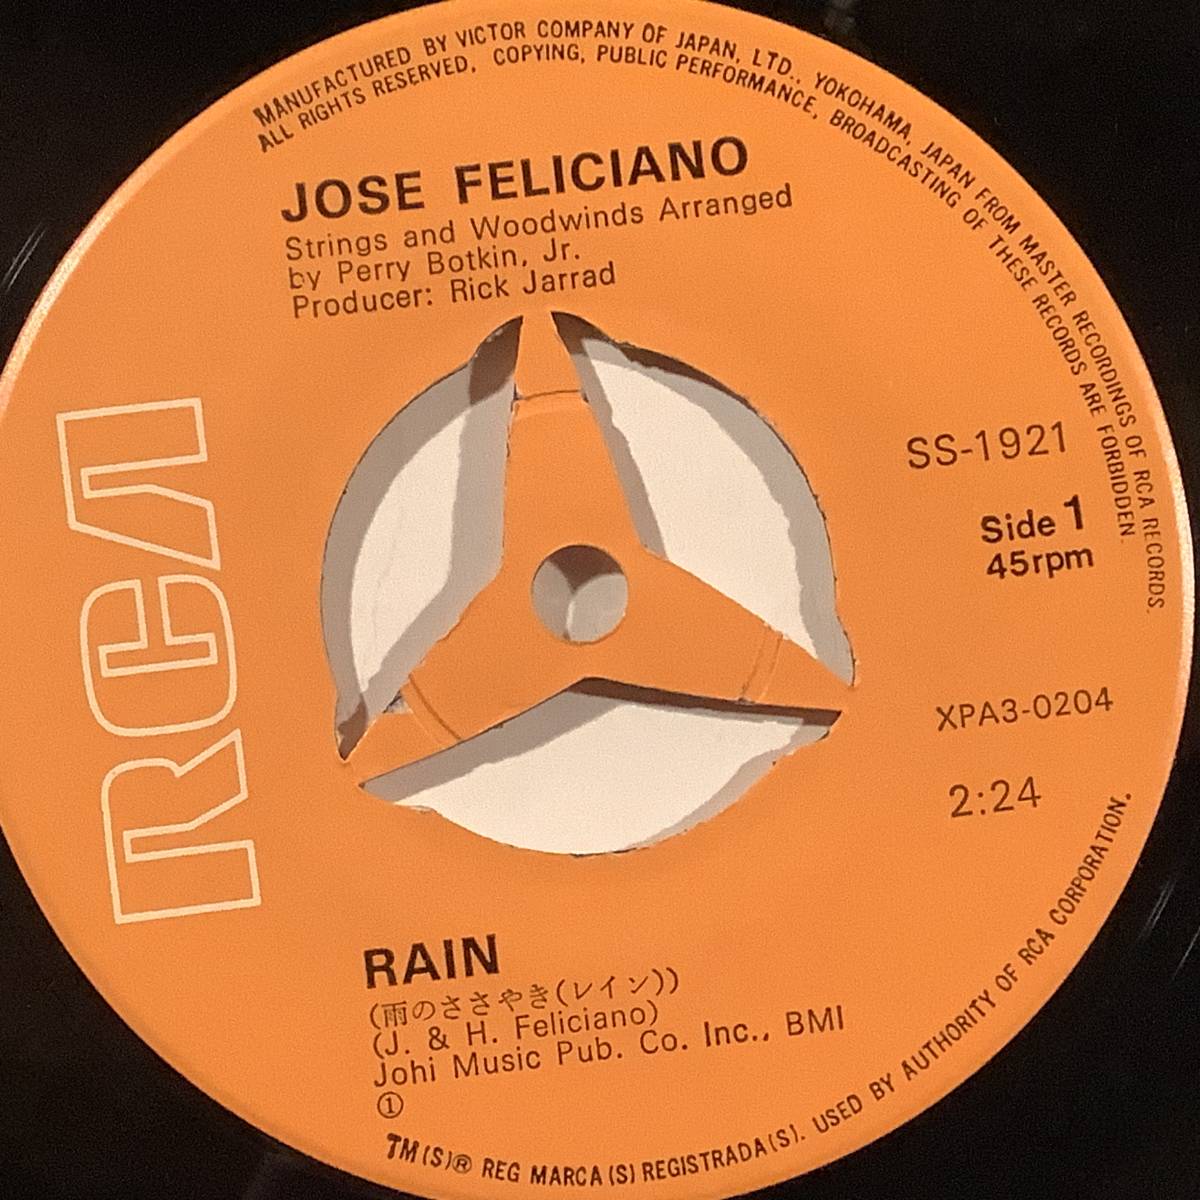 MANUFACTURED BY VICTOR COMPANY OF JAPAN, LTD., YOKOHAMA, JAPAN FROM MASTER RECORDINGS OF RCA RECORDS.
ALL RIGHTS RESERVED, COPYING, PUBLIC PERFORMANCE, BROADCASTING OF THESE RECORDS ARE FORBIDDEN.
JOSE FELICIANO
Strings and Woodwinds Arranged
by Perry Botkin, Jr.
Producer: Rick Jarrad
RCA
SS-1921
Side 1
45rpm
XPA3-0204
2:24
RAIN
(雨のささやき(レイン))
(J. & H. Feliciano)
Johi Music Pub. Co. Inc., BMI
①
TM(S)® REG MARCA(S) REGISTRADA(S). USED BY AUTHORITY OF RCA CORPORATION.